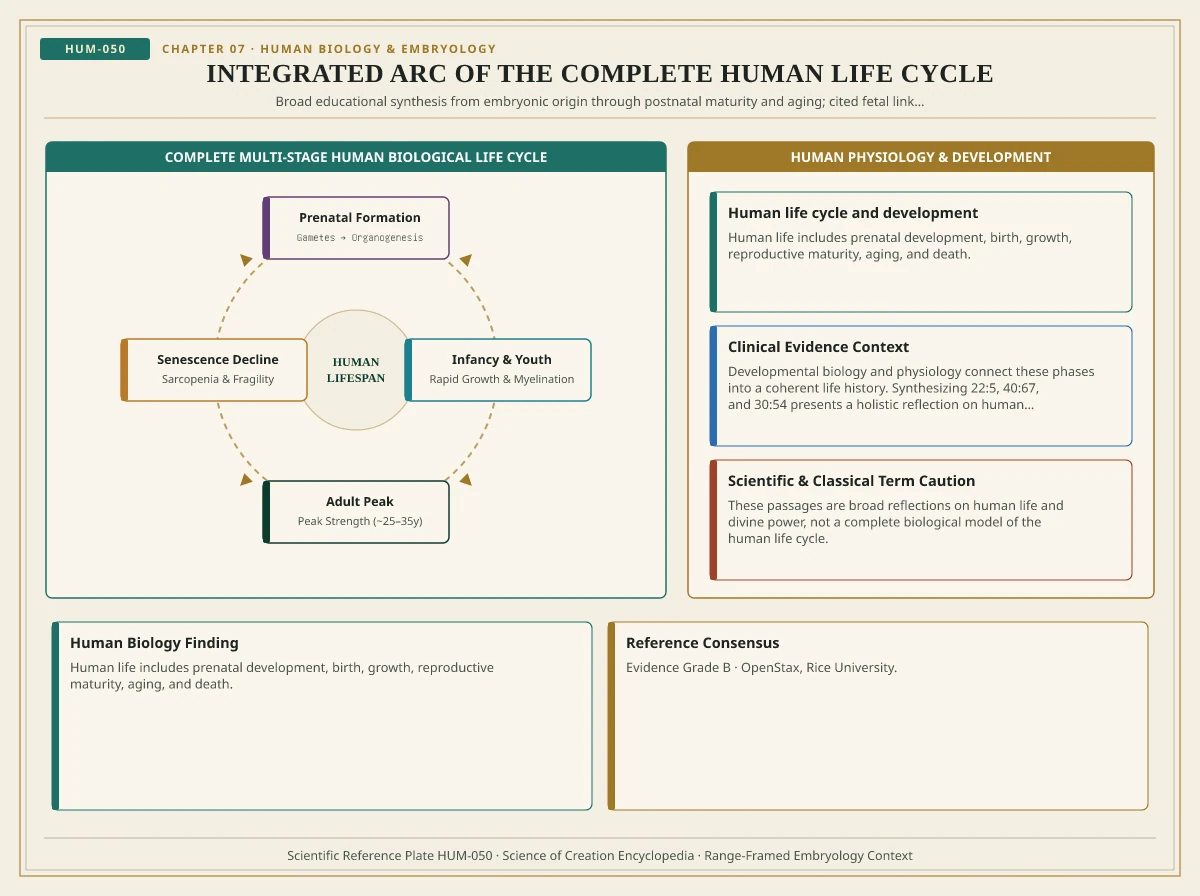 HUM-050
CHAPTER 07 · HUMAN BIOLOGY & EMBRYOLOGY
INTEGRATED ARC OF THE COMPLETE HUMAN LIFE CYCLE
Broad educational synthesis from embryonic origin through postnatal maturity and aging; cited fetal link...
COMPLETE MULTI-STAGE HUMAN BIOLOGICAL LIFE CYCLE
Prenatal Formation
Gametes → Organogenesis
Senescence Decline
Sarcopenia & Fragility
HUMAN
LIFESPAN
Infancy & Youth
Rapid Growth & Myelination
Adult Peak
Peak Strength (~25–35y)
HUMAN PHYSIOLOGY & DEVELOPMENT
Human life cycle and development
Human life includes prenatal development, birth, growth,
reproductive maturity, aging, and death.
Clinical Evidence Context
Developmental biology and physiology connect these phases
into a coherent life history. Synthesizing 22:5, 40:67,
and 30:54 presents a holistic reflection on human...
Scientific & Classical Term Caution
These passages are broad reflections on human life and
divine power, not a complete biological model of the
human life cycle.
Human Biology Finding
Human life includes prenatal development, birth, growth, reproductive
maturity, aging, and death.
Reference Consensus
Evidence Grade B · OpenStax, Rice University.
Scientific Reference Plate HUM-050 · Science of Creation Encyclopedia · Range-Framed Embryology Context